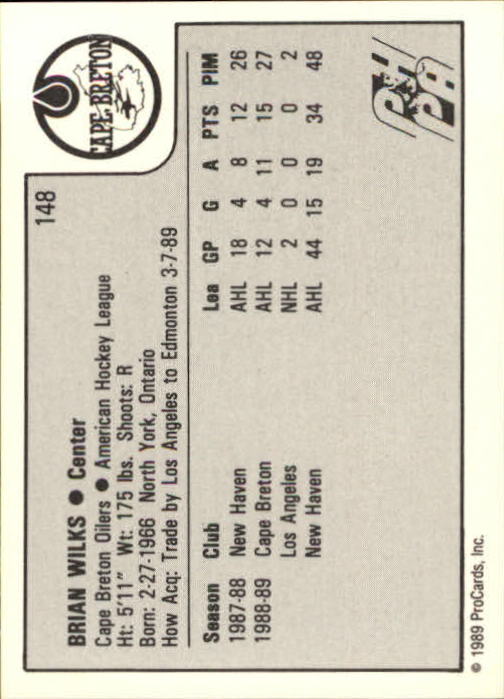 148
CAPE BRETON
BRIAN WILKS ● Center
Cape Breton Oilers ● American Hockey League
Ht: 5'11" Wt: 175 lbs. Shoots: R
Born: 2-27-1966 North York, Ontario
How Acq: Trade by Los Angeles to Edmonton 3-7-89
Season Club Lea GP G A PTS PIM
1987-88 New Haven AHL 18 4 8 12 26
1988-89 Cape Breton AHL 12 4 11 15 27
Los Angeles NHL 2 0 0 0 2
New Haven AHL 44 15 19 34 48
© 1989 ProCards, Inc.